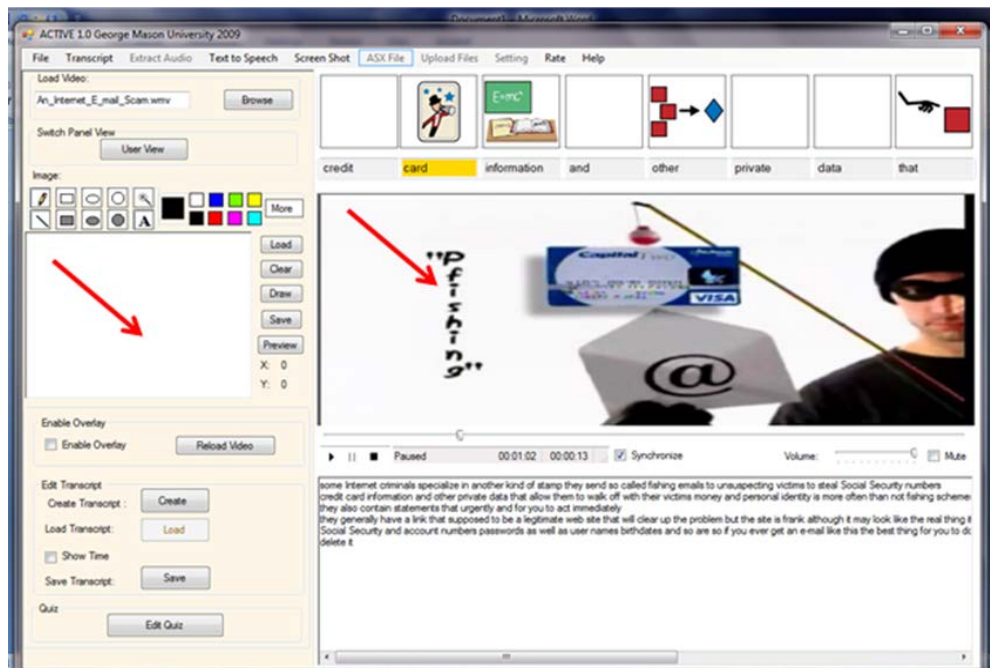 Document1 - Microsoft Word
ACTIVE 1.0 George Mason University 2009
File Transcript Extract Audio Text to Speech Screen Shot ASX File Upload Files Setting Rate Help
Load Video:
An_Internet_E_mail_Scam.wmv Browse
Switch Panel View
User View
E=mc²
credit card information and other private data that
Image:
A
More
Load
Clear
Draw
Save
Preview
X: 0
Y: 0
"Pfishing"
Capital
VISA
@
Enable Overlay
Enable Overlay Reload Video
Paused 00:01:02 00:00:13 Synchronize Volume: Mute
Edit Transcript
Create Transcript : Create
Load Transcript: Load
Show Time
Save Transcript: Save
Quiz
Edit Quiz
some Internet criminals specialize in another kind of stamp they send so called fishing emails to unsuspecting victims to steal Social Security numbers
credit card information and other private data that allow them to walk off with their victims money and personal identity is more often than not fishing scheme
they also contain statements that urgently and for you to act immediately
they generally have a link that supposed to be a legitimate web site that will clear up the problem but the site is frank although it may look like the real thing
Social Security and account numbers passwords as well as user names birthdates and so are so if you ever get an e-mail like this the best thing for you to
delete it